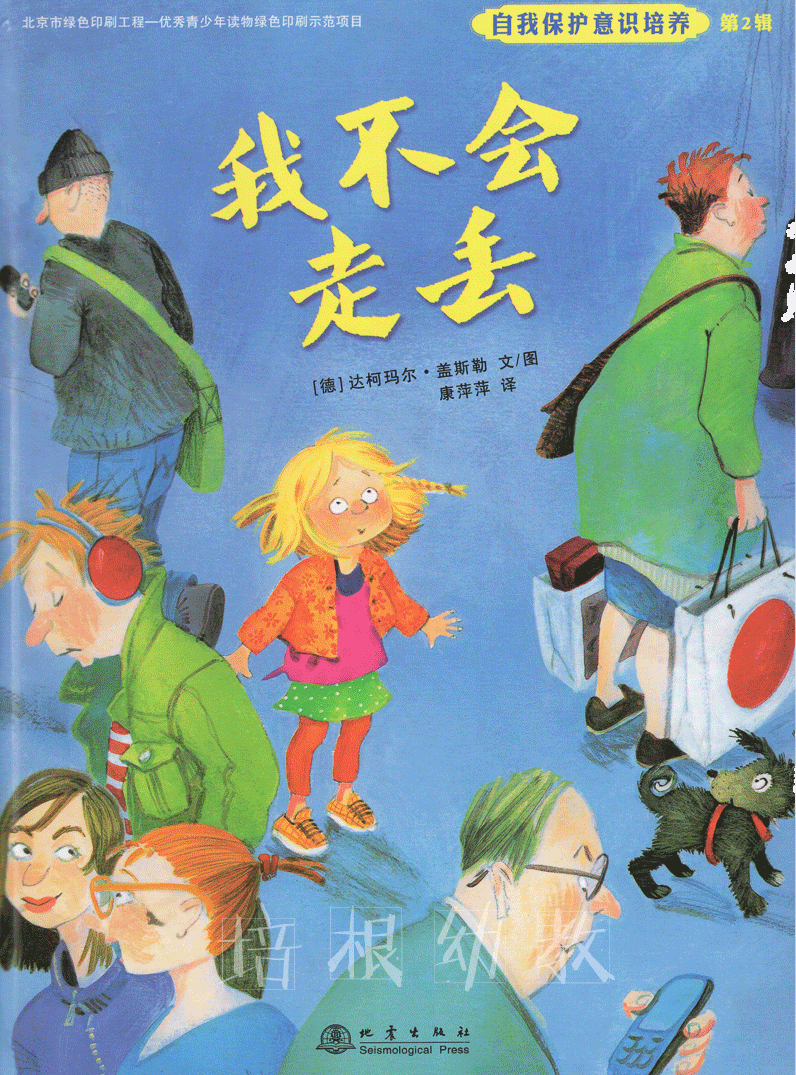 北京市绿色印刷工程—优秀青少年读物绿色印刷示范项目
自我保护意识培养 第2辑
我不会
走丢
[德]达柯玛尔·盖斯勒 文/图
康萍萍 译
培根幼教
地震出版社
Seismological Press